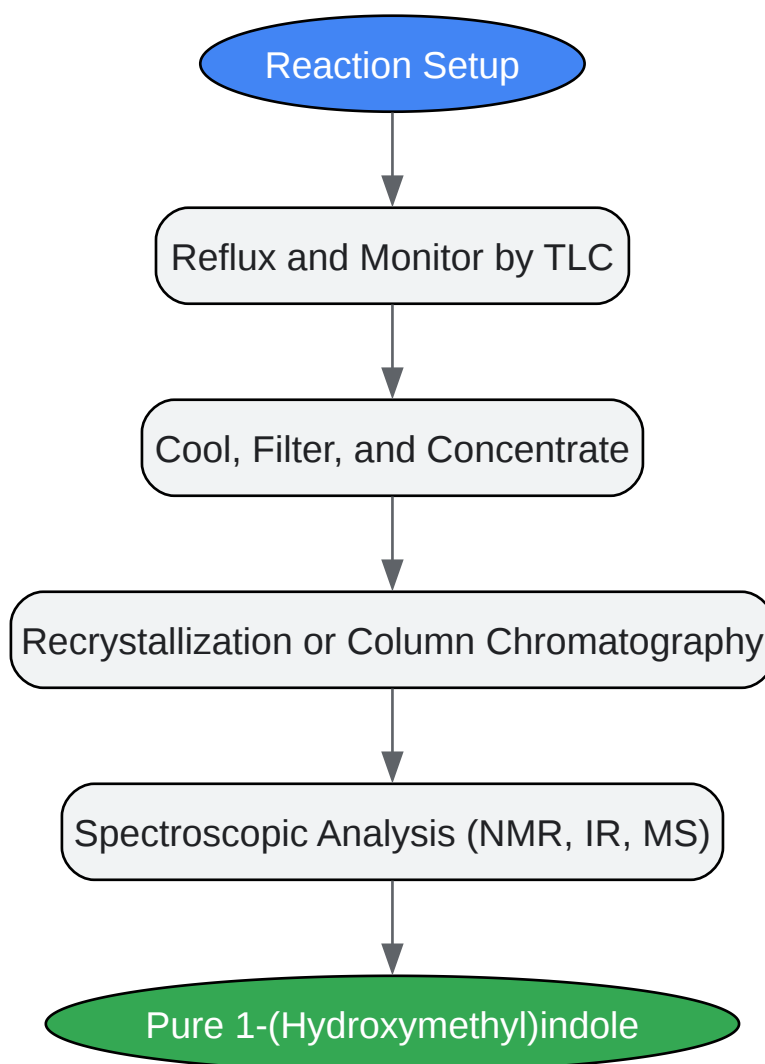 Reaction Setup
Reflux and Monitor by TLC
Cool, Filter, and Concentrate
Recrystallization or Column Chromatography
Spectroscopic Analysis (NMR, IR, MS)
Pure 1-(Hydroxymethyl)indole